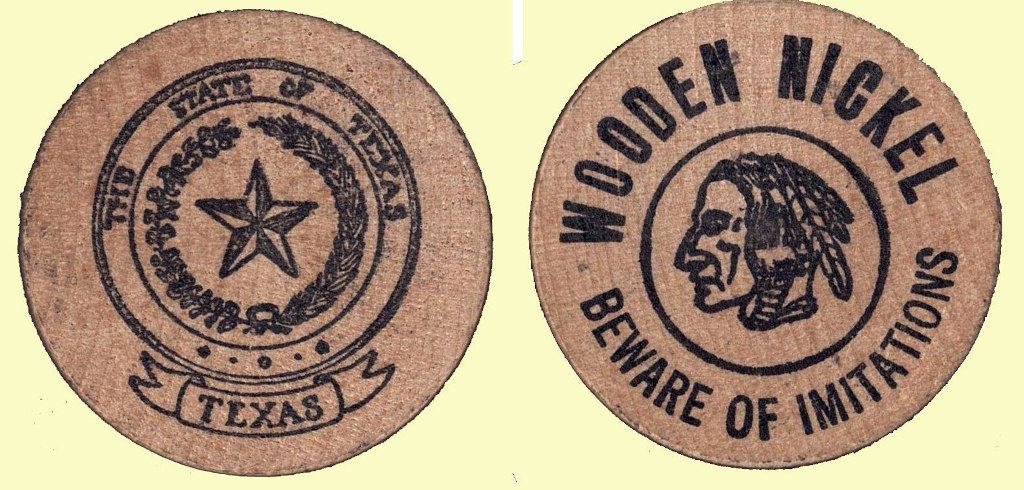 THE STATE OF TEXAS
TEXAS
WOODEN NICKEL
BEWARE OF IMITATIONS